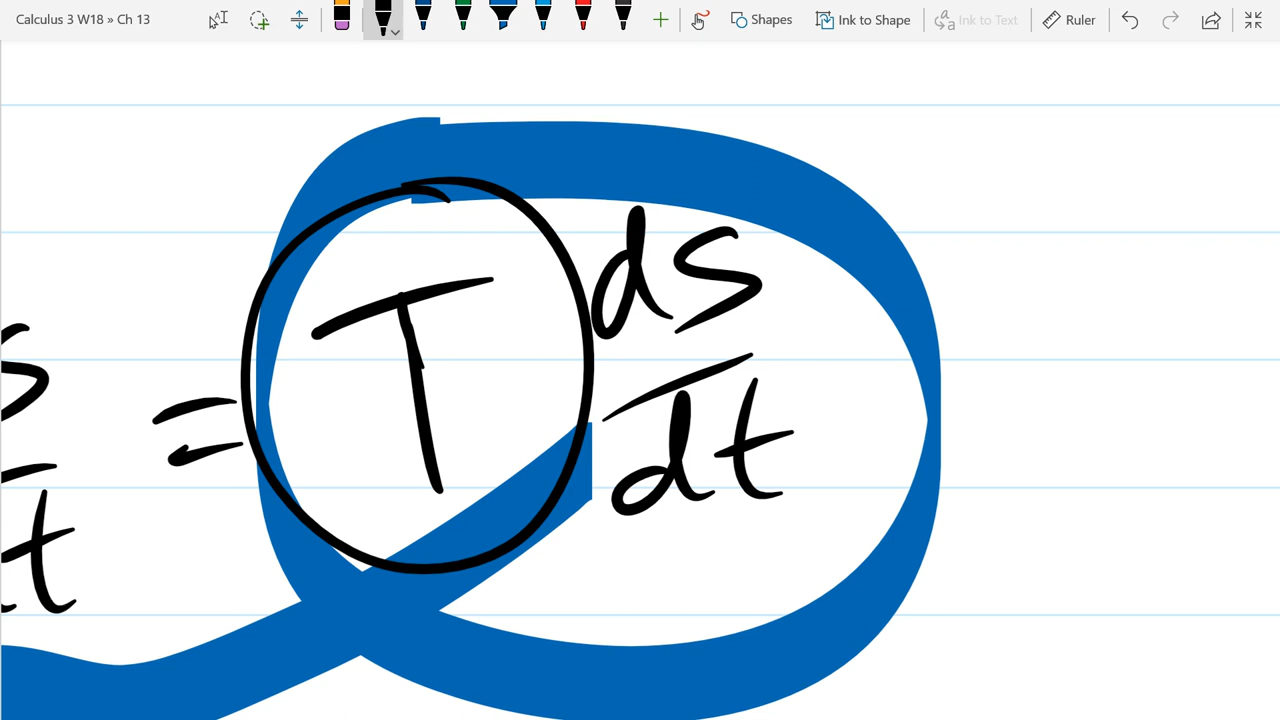 Calculus 3 W18 » Ch 13
Shapes
Ink to Shape
Ink to Text
Ruler
s
t
= T ds
dt